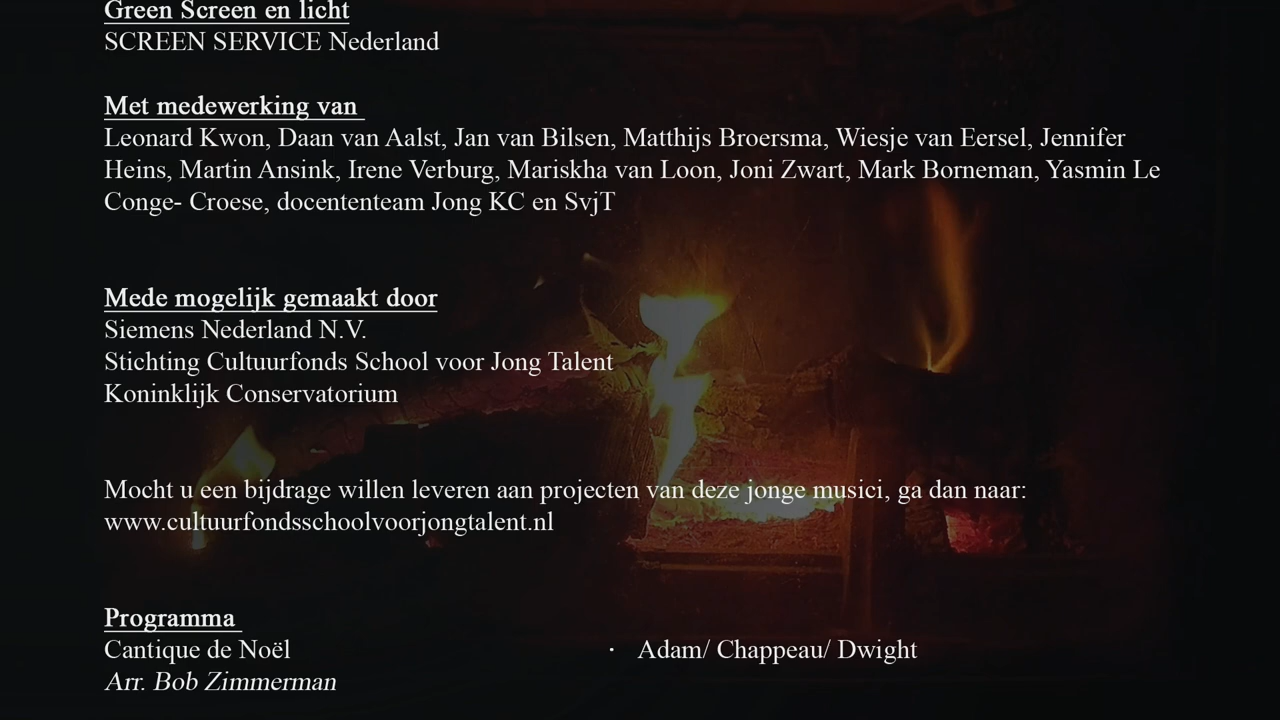 Green Screen en licht
SCREEN SERVICE Nederland
Met medewerking van
Leonard Kwon, Daan van Aalst, Jan van Bilsen, Matthijs Broersma, Wiesje van Eersel, Jennifer
Heins, Martin Ansink, Irene Verburg, Mariskha van Loon, Joni Zwart, Mark Borneman, Yasmin Le
Conge- Croese, docententeam Jong KC en SvjT
Mede mogelijk gemaakt door
Siemens Nederland N.V.
Stichting Cultuurfonds School voor Jong Talent
Koninklijk Conservatorium
Mocht u een bijdrage willen leveren aan projecten van deze jonge musici, ga dan naar:
www.cultuurfondsschoolvoorjongtalent.nl
Programma
Cantique de Noël · Adam/ Chappeau/ Dwight
Arr. Bob Zimmerman